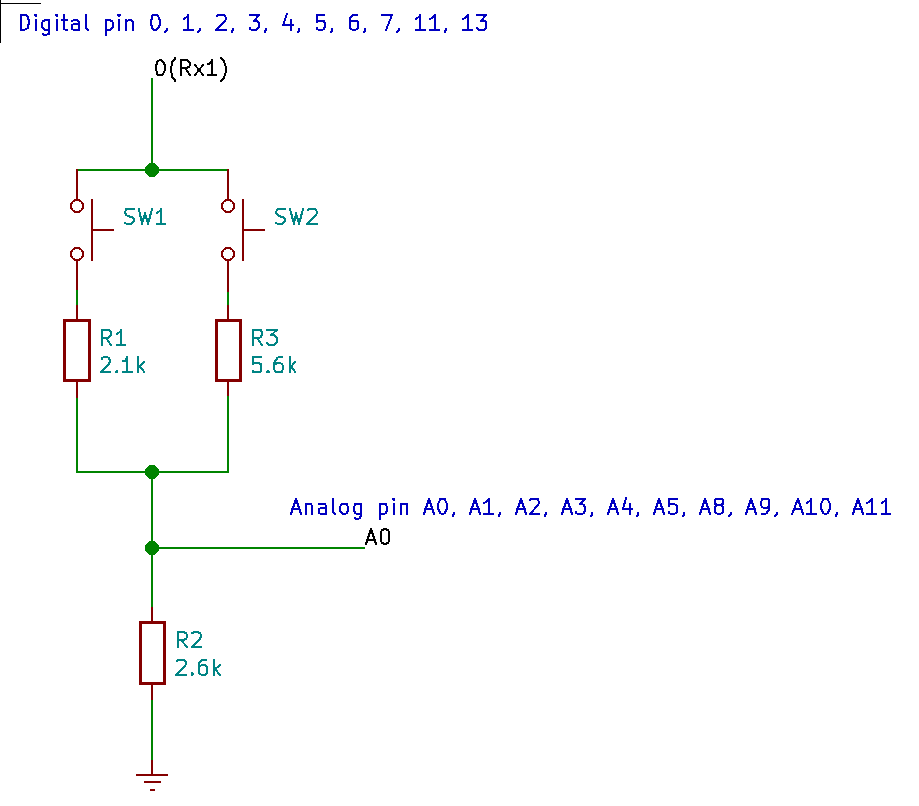 Digital pin 0, 1, 2, 3, 4, 5, 6, 7, 11, 13
0(Rx1)
SW1
SW2
R1
2.1k
R3
5.6k
Analog pin A0, A1, A2, A3, A4, A5, A8, A9, A10, A11
A0
R2
2.6k